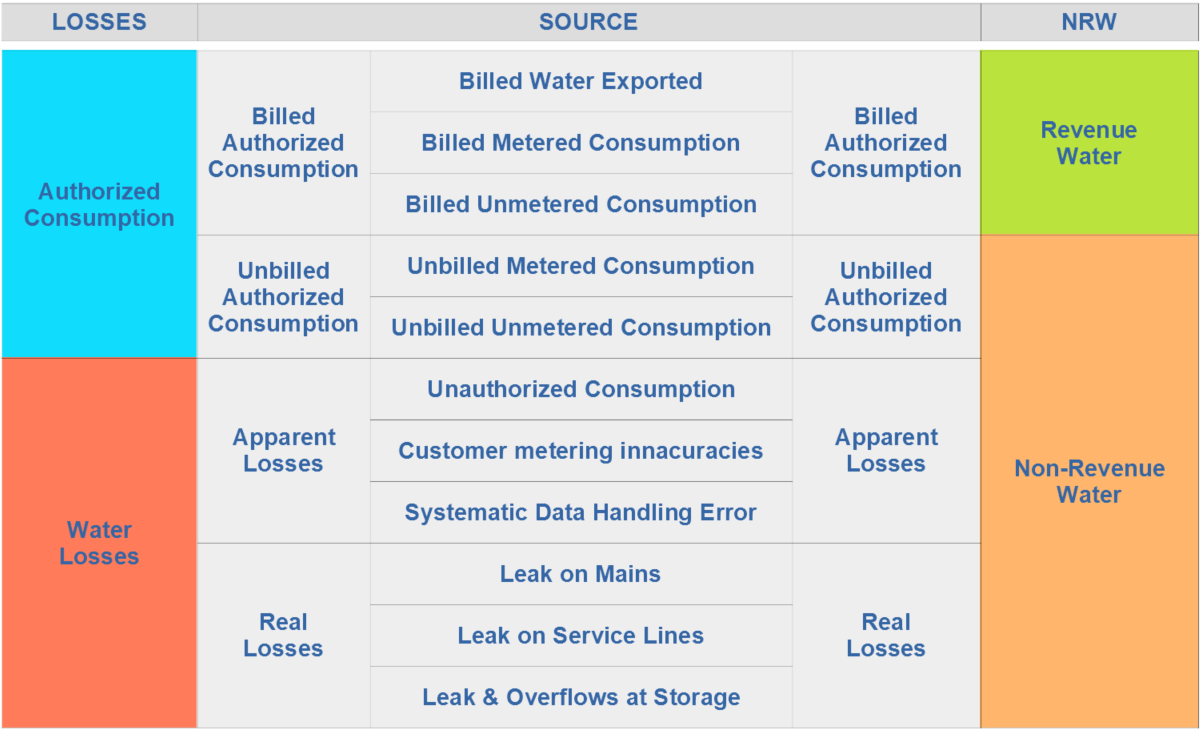 LOSSES
SOURCE
NRW
Authorized
Consumption
Billed
Authorized
Consumption
Billed Water Exported
Billed Metered Consumption
Billed Unmetered Consumption
Billed
Authorized
Consumption
Revenue
Water
Unbilled
Authorized
Consumption
Unbilled Metered Consumption
Unbilled Unmetered Consumption
Unbilled
Authorized
Consumption
Non-Revenue
Water
Water
Losses
Apparent
Losses
Unauthorized Consumption
Customer metering innacuracies
Systematic Data Handling Error
Apparent
Losses
Real
Losses
Leak on Mains
Leak on Service Lines
Leak & Overflows at Storage
Real
Losses